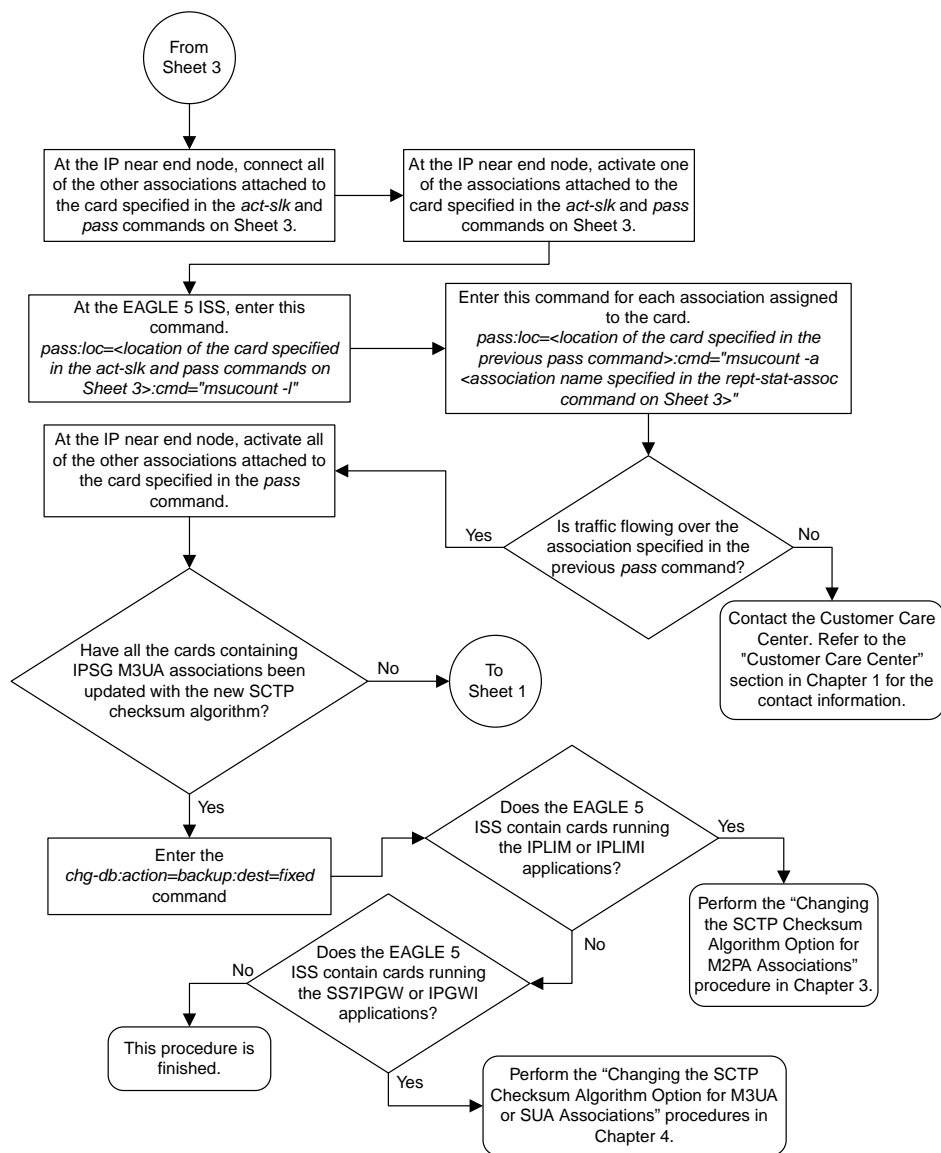 From
Sheet 3
At the IP near end node, connect all
of the other associations attached to
the card specified in the act-slk and
pass commands on Sheet 3.
At the IP near end node, activate one
of the associations attached to the
card specified in the act-slk and pass
commands on Sheet 3.
At the EAGLE 5 ISS, enter this
command.
pass:loc=<location of the card specified
in the act-slk and pass commands on
Sheet 3>:cmd="msucount -l"
Enter this command for each association assigned
to the card.
pass:loc=<location of the card specified in the
previous pass command>:cmd="msucount -a
<association name specified in the rept-stat-assoc
command on Sheet 3>"
At the IP near end node, activate all
of the other associations attached to
the card specified in the pass
command.
Is traffic flowing over the
association specified in the
previous pass command?
Yes
No
Contact the Customer Care
Center. Refer to the
"Customer Care Center”
section in Chapter 1 for
the contact information.
Have all the cards containing
IPSG M3UA associations been
updated with the new SCTP
checksum algorithm?
No
To
Sheet 1
Yes
Enter the
chg-db:action=backup:dest=fixed
command
Does the EAGLE 5
ISS contain cards running
the IPLIM or IPLIMI
applications?
Yes
Perform the “Changing
the SCTP Checksum
Algorithm Option for
M2PA Associations”
procedure in Chapter 3.
No
Does the EAGLE 5
ISS contain cards running
the SS7IPGW or IPGWI
applications?
No
This procedure is
finished.
Yes
Perform the “Changing the SCTP
Checksum Algorithm Option for M3UA
or SUA Associations” procedures in
Chapter 4.